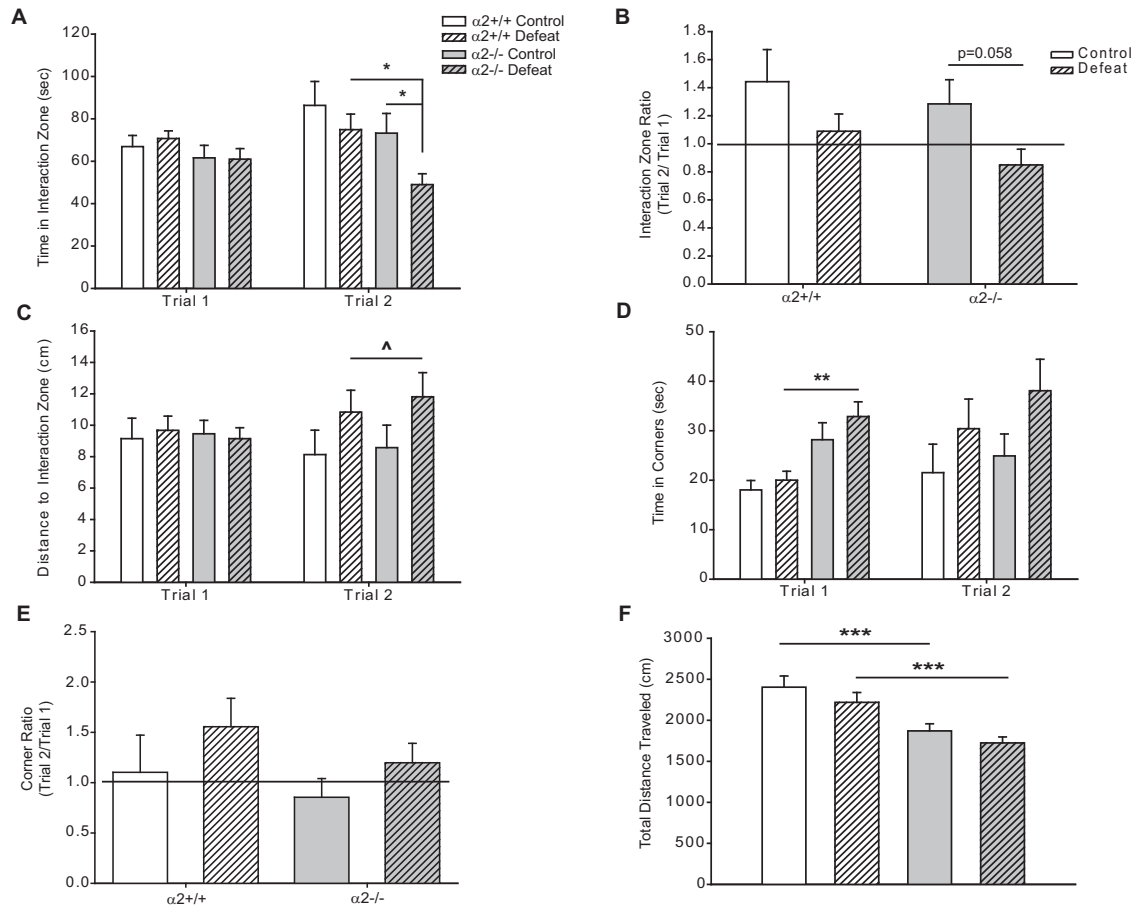 A
α2+/+ Control
α2+/+ Defeat
α2-/- Control
α2-/- Defeat
120
100
80
60
40
20
0
Time in Interaction Zone (sec)
*
*
Trial 1
Trial 2
B
1.8
1.6
1.4
1.2
1.0
0.8
0.6
0.4
0.2
0.0
Interaction Zone Ratio
(Trial 2/ Trial 1)
p=0.058
Control
Defeat
α2+/+
α2-/-
C
16
14
12
10
8
6
4
2
0
Distance to Interaction Zone (cm)
^
Trial 1
Trial 2
D
50
40
30
20
10
0
Time in Corners (sec)
**
Trial 1
Trial 2
E
2.5
2.0
1.5
1.0
0.5
0.0
Corner Ratio
(Trial 2/Trial 1)
α2+/+
α2-/-
F
3000
2500
2000
1500
1000
500
0
Total Distance Traveled (cm)
***
***